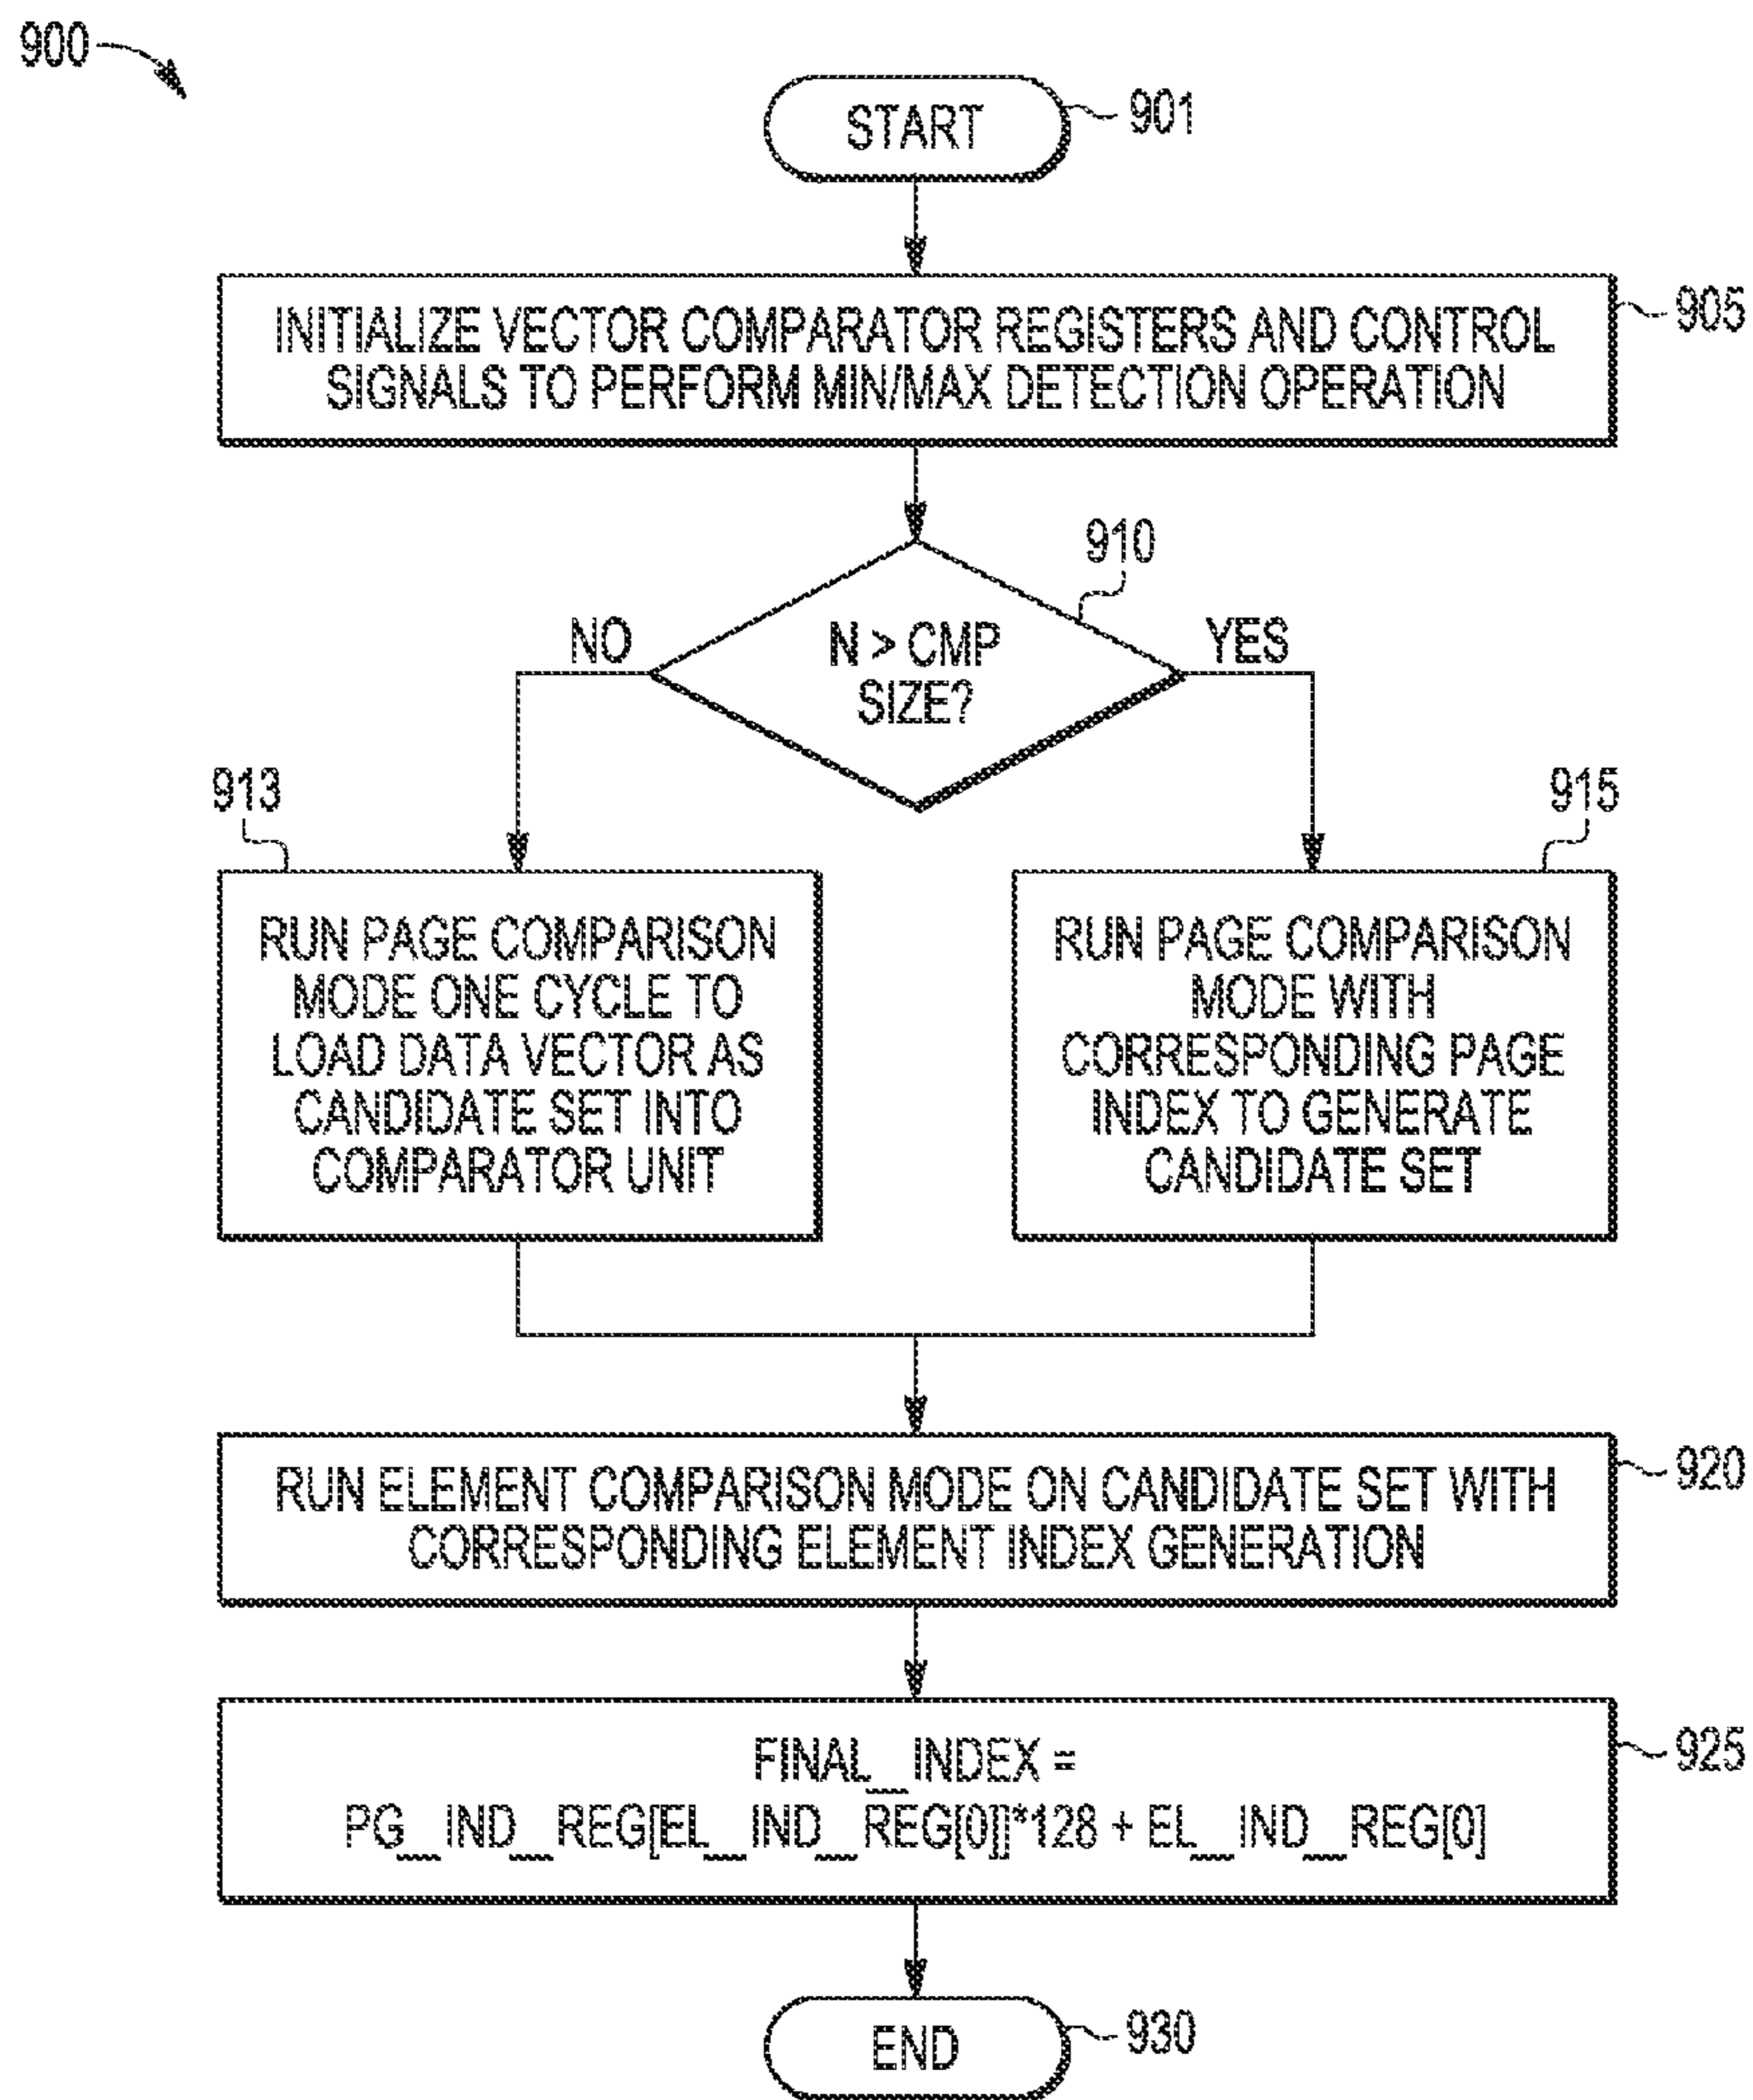 900
START
901
INITIALIZE VECTOR COMPARATOR REGISTERS AND CONTROL
SIGNALS TO PERFORM MIN/MAX DETECTION OPERATION
905
910
NO
N > CMP
SIZE?
YES
913
915
RUN PAGE COMPARISON
MODE ONE CYCLE TO
LOAD DATA VECTOR AS
CANDIDATE SET INTO
COMPARATOR UNIT
RUN PAGE COMPARISON
MODE WITH
CORRESPONDING PAGE
INDEX TO GENERATE
CANDIDATE SET
RUN ELEMENT COMPARISON MODE ON CANDIDATE SET WITH
CORRESPONDING ELEMENT INDEX GENERATION
920
FINAL_INDEX =
PG_IND_REG[EL_IND_REG[0]]*128 + EL_IND_REG[0]
925
END
930